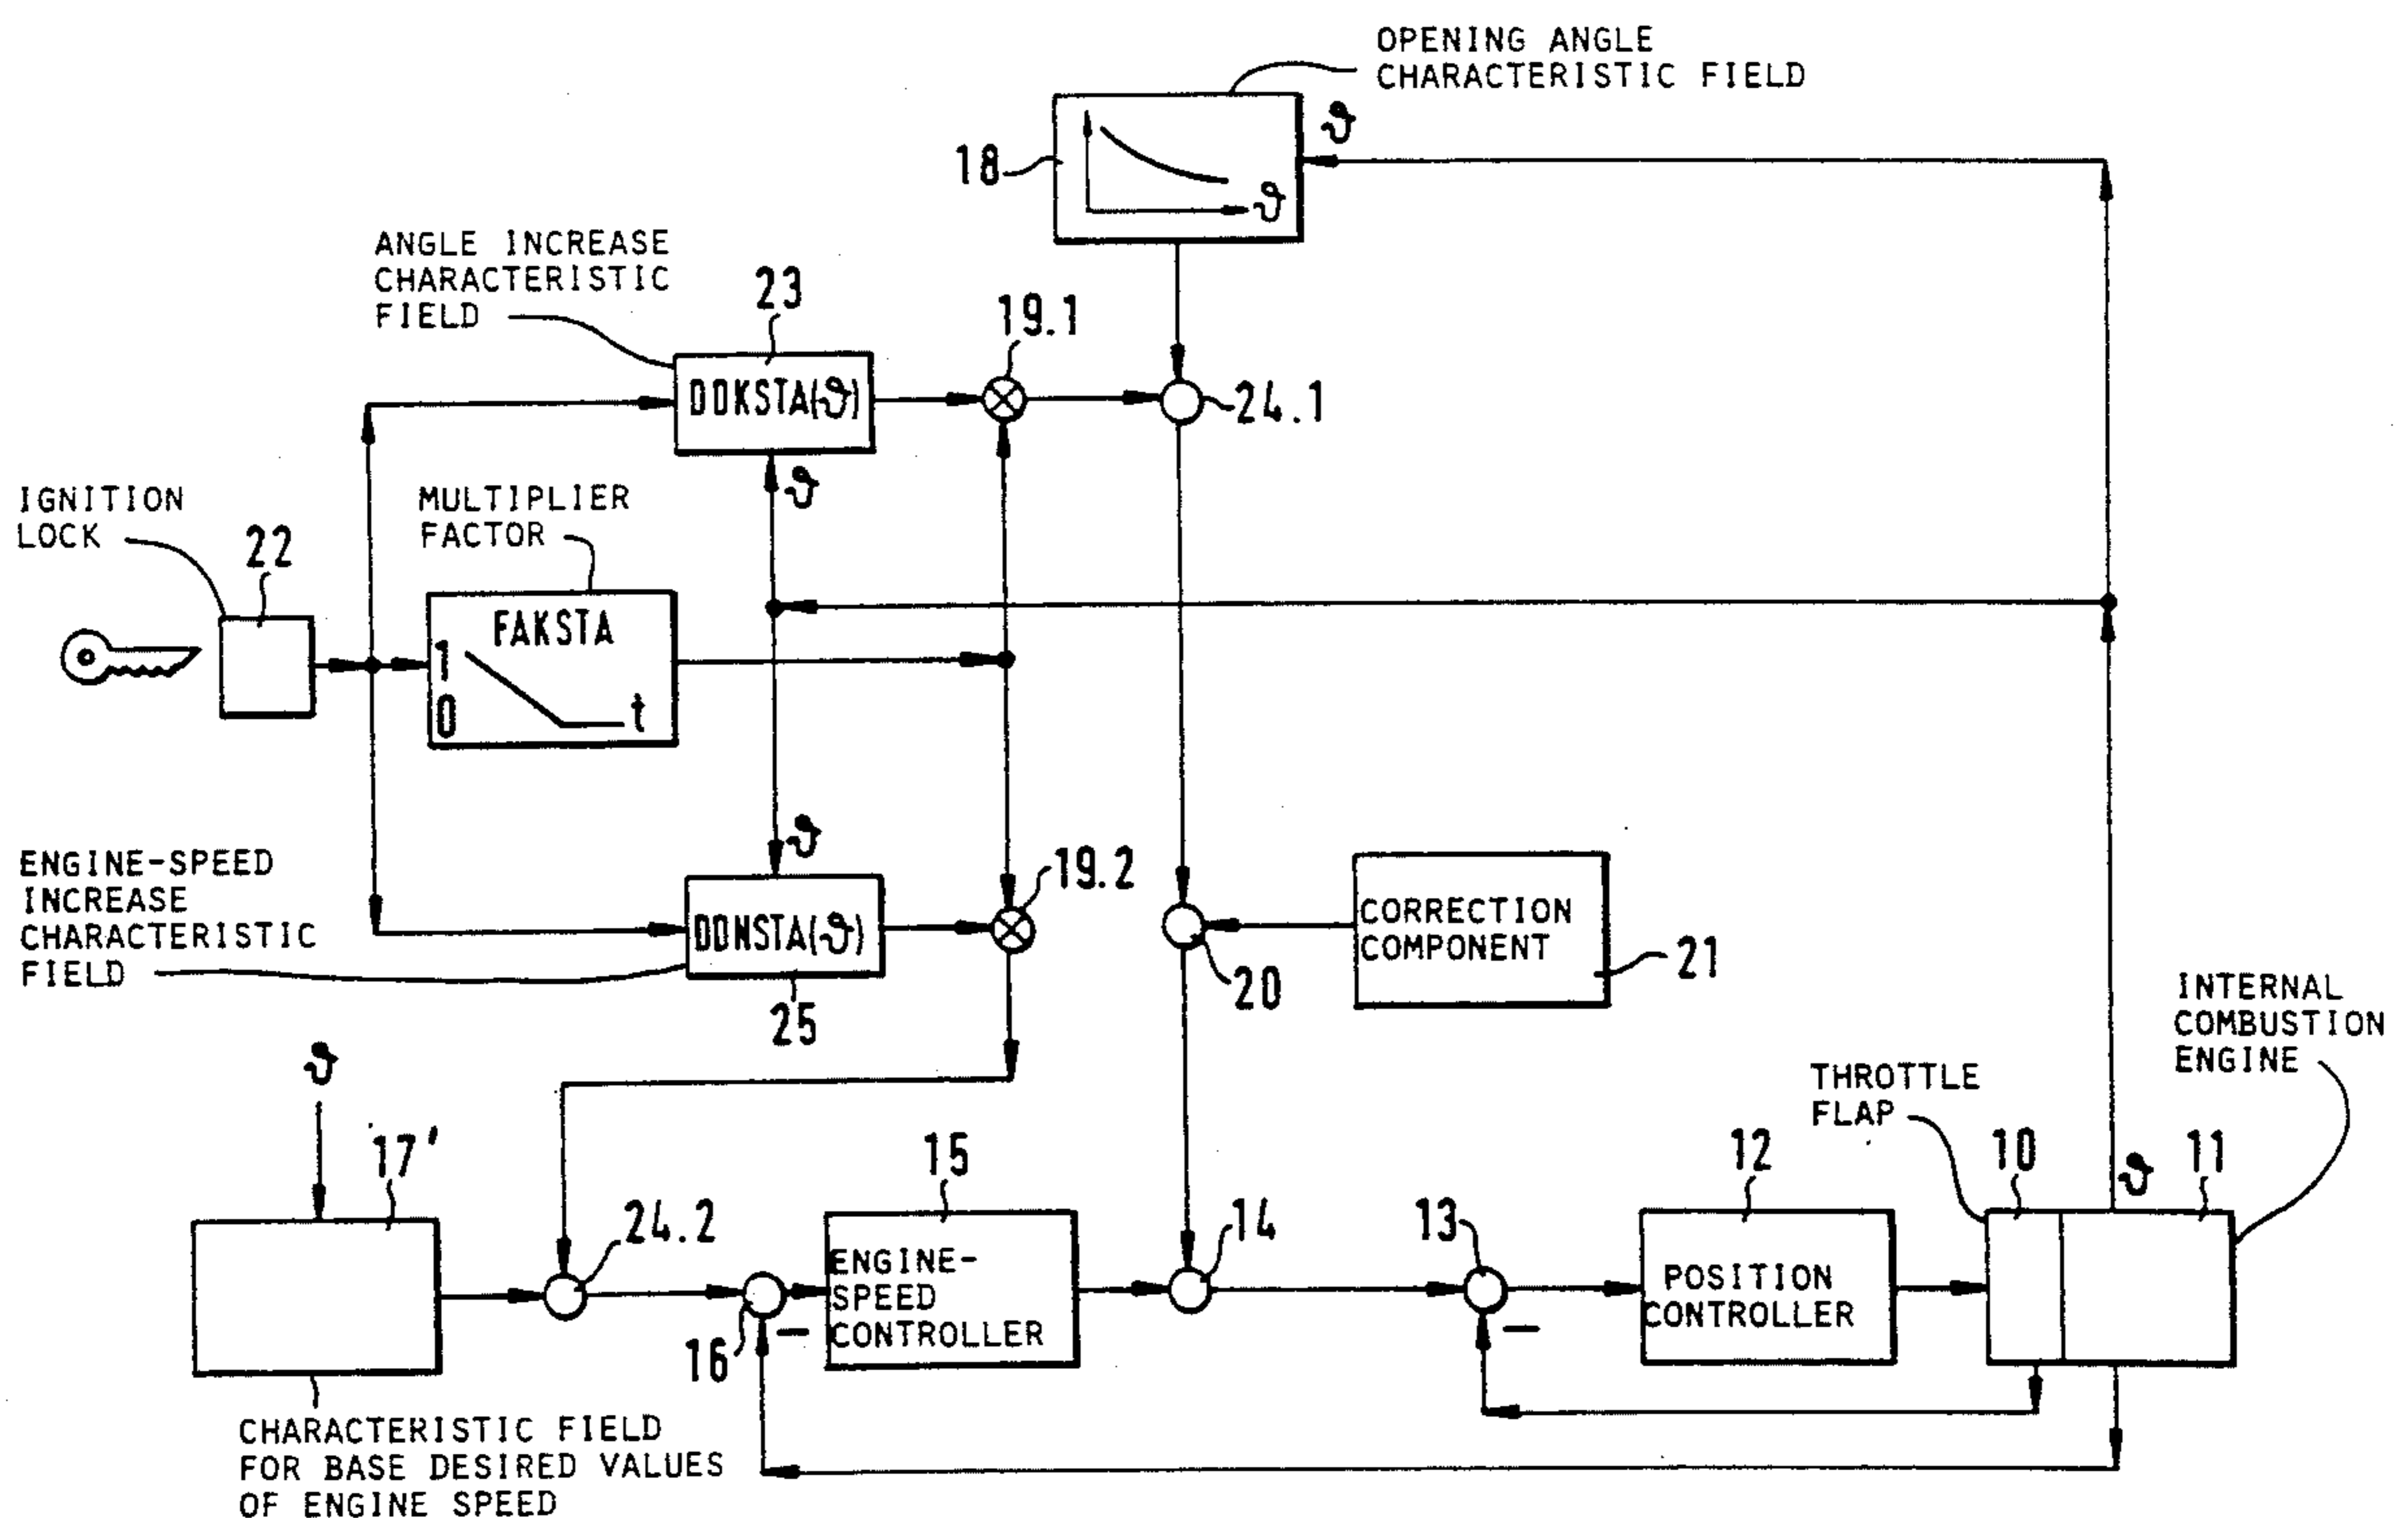 OPENING ANGLE
CHARACTERISTIC FIELD
ϑ
18
ϑ
ANGLE INCREASE
CHARACTERISTIC
FIELD
23
19.1
DDKSTA(ϑ)
24.1
ϑ
IGNITION
LOCK
22
MULTIPLIER
FACTOR
FAKSTA
1
0
t
ϑ
ENGINE-SPEED
INCREASE
CHARACTERISTIC
FIELD
DDNSTA(ϑ)
25
19.2
20
CORRECTION
COMPONENT
21
INTERNAL
COMBUSTION
ENGINE
THROTTLE
FLAP
ϑ
17'
24.2
16
–
15
ENGINE-
SPEED
CONTROLLER
14
13
–
12
POSITION
CONTROLLER
10
ϑ
11
CHARACTERISTIC FIELD
FOR BASE DESIRED VALUES
OF ENGINE SPEED